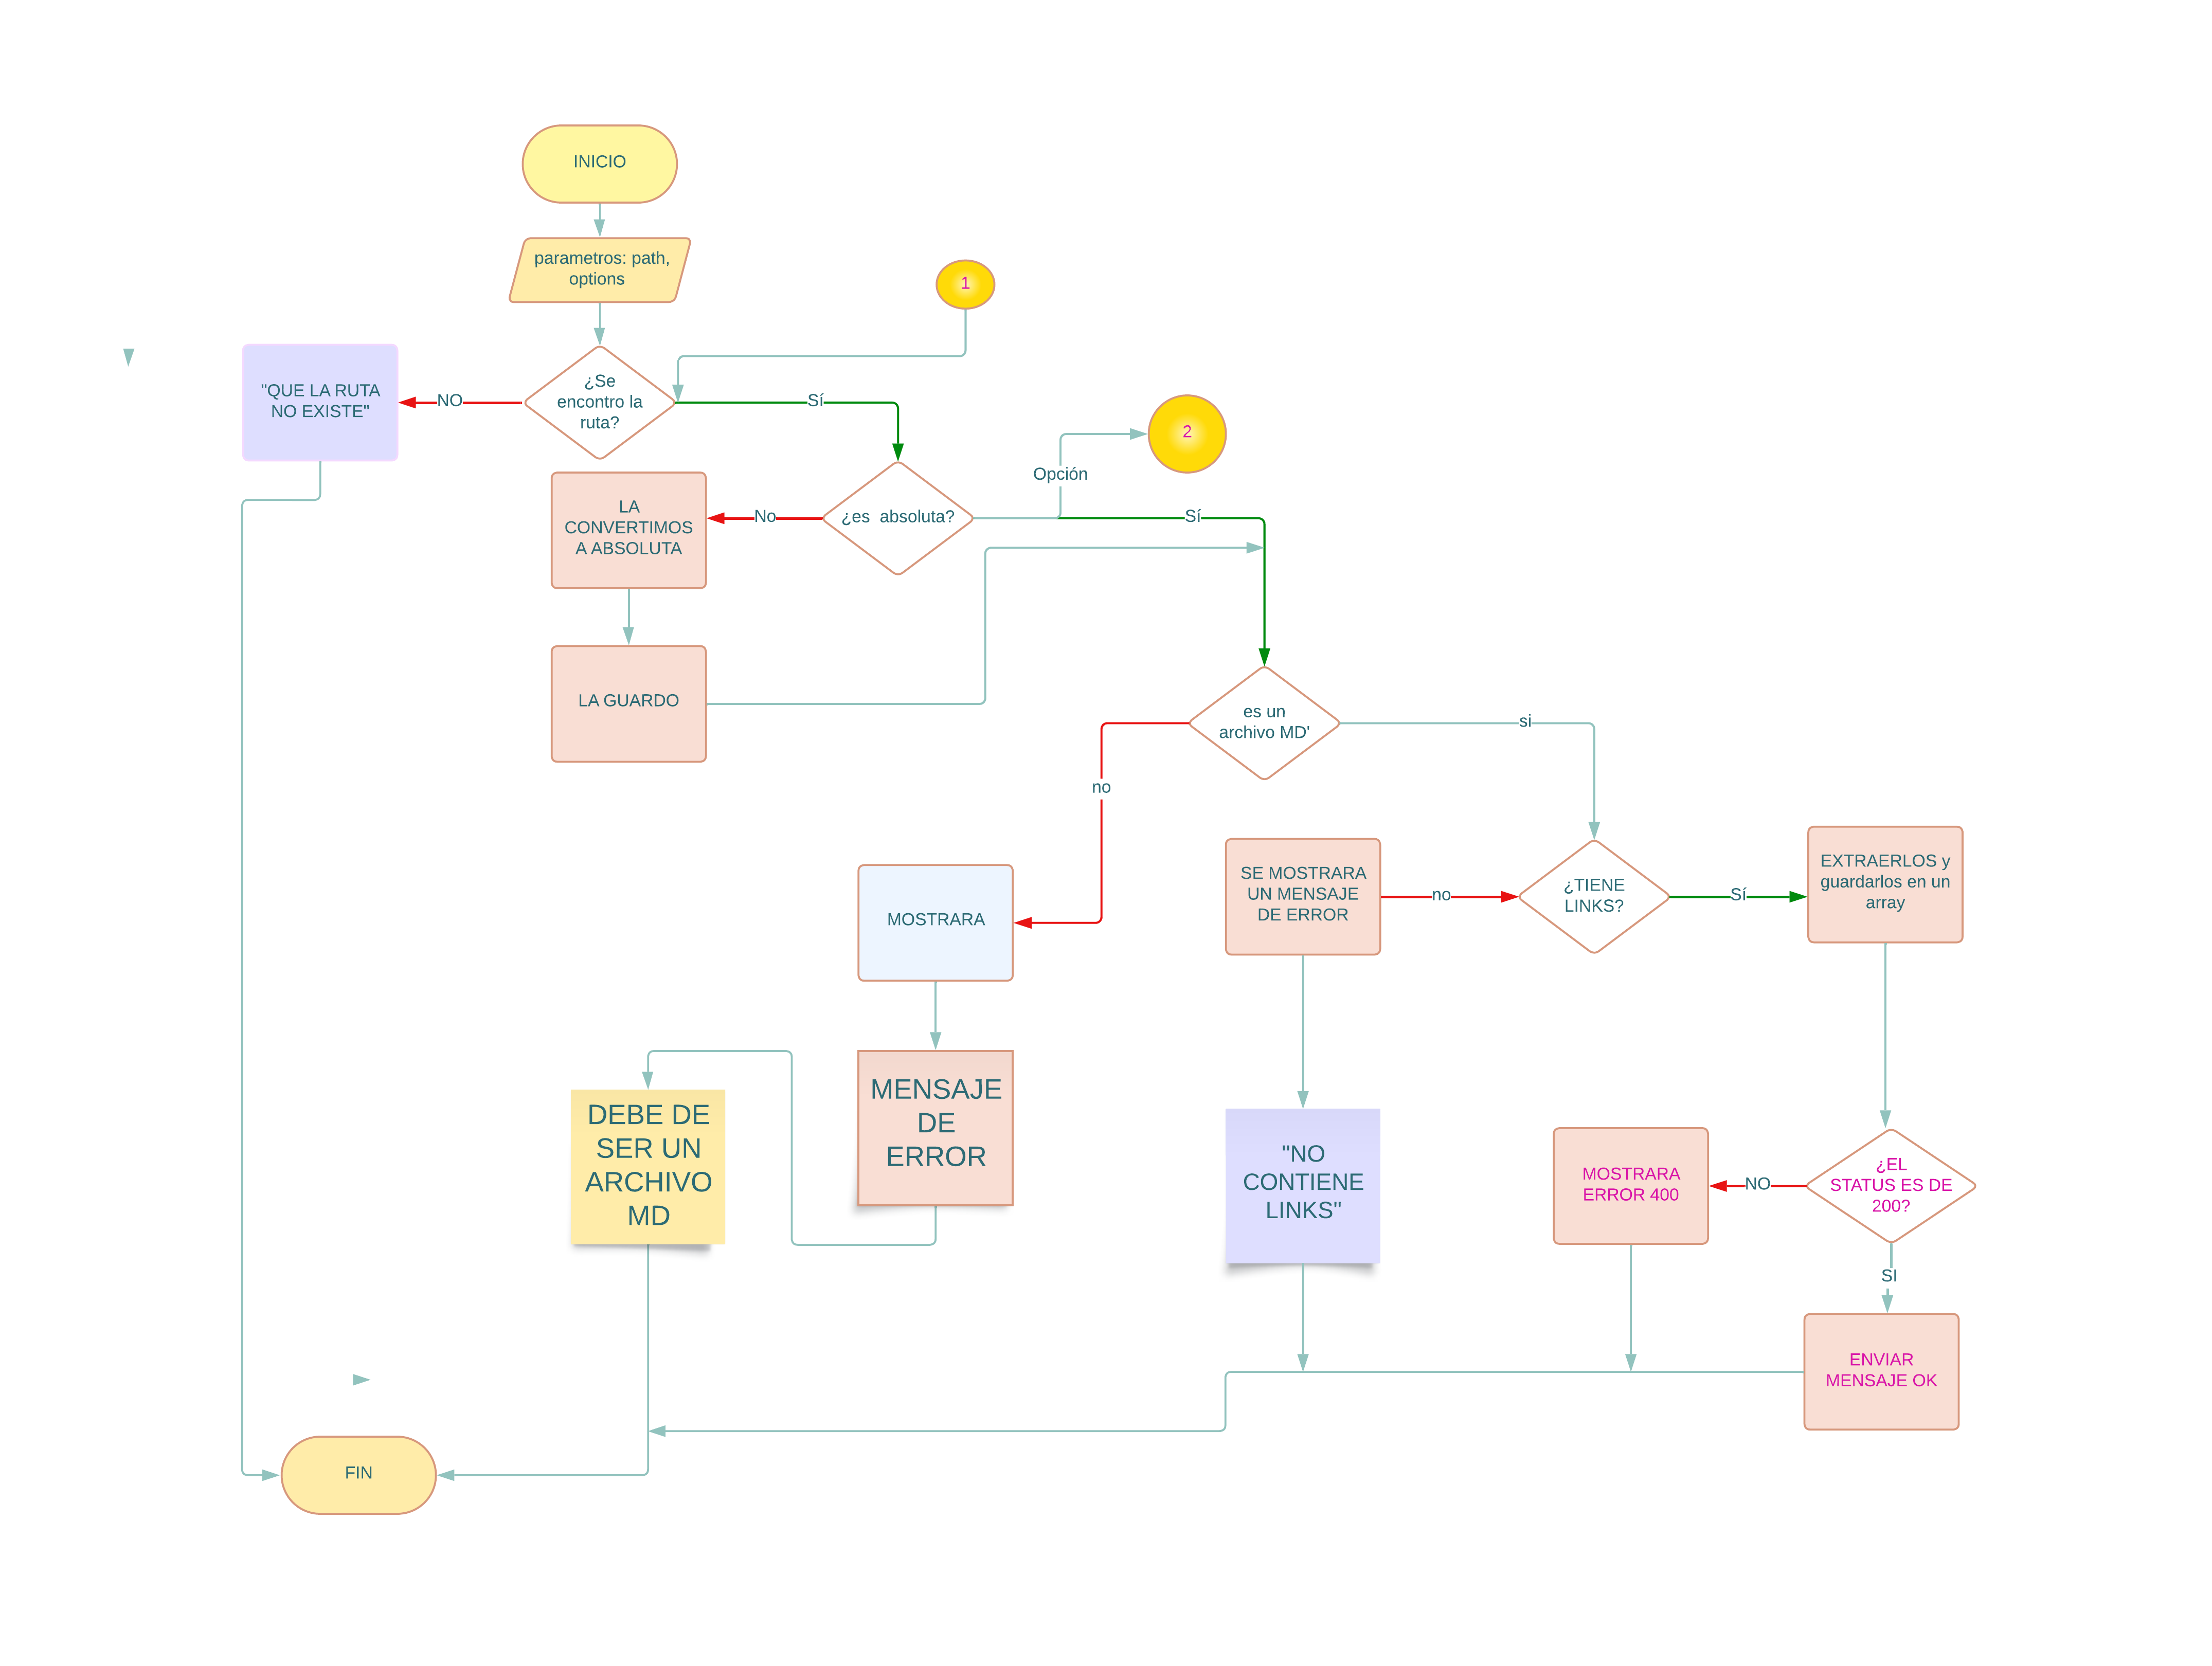 INICIO
parametros: path,
options
1
"QUE LA RUTA
NO EXISTE"
NO
¿Se
encontro la
ruta?
Sí
2
Opción
LA
CONVERTIMOS
A ABSOLUTA
No
¿es  absoluta?
Sí
LA GUARDO
es un
archivo MD'
si
no
MOSTRARA
SE MOSTRARA
UN MENSAJE
DE ERROR
no
¿TIENE
LINKS?
Sí
EXTRAERLOS y
guardarlos en un
array
DEBE DE
SER UN
ARCHIVO
MD
MENSAJE
DE
ERROR
"NO
CONTIENE
LINKS"
MOSTRARA
ERROR 400
NO
¿EL
STATUS ES DE
200?
SI
ENVIAR
MENSAJE OK
FIN